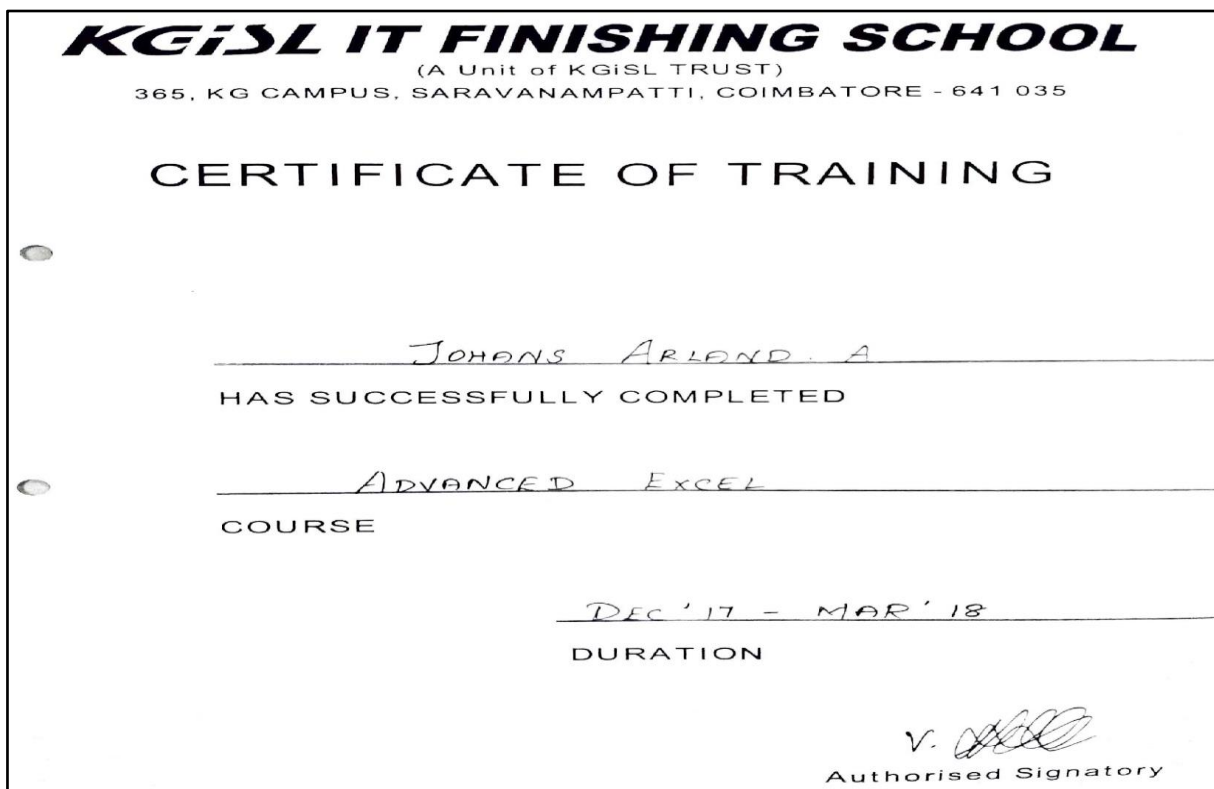 KGiSL IT FINISHING SCHOOL
(A Unit of KGiSL TRUST)
365, KG CAMPUS, SARAVANAMPATTI, COIMBATORE - 641 035
CERTIFICATE OF TRAINING
JOHANS ARLAND. A
HAS SUCCESSFULLY COMPLETED
ADVANCED EXCEL
COURSE
DEC '17 - MAR '18
DURATION
V.
Authorised Signatory